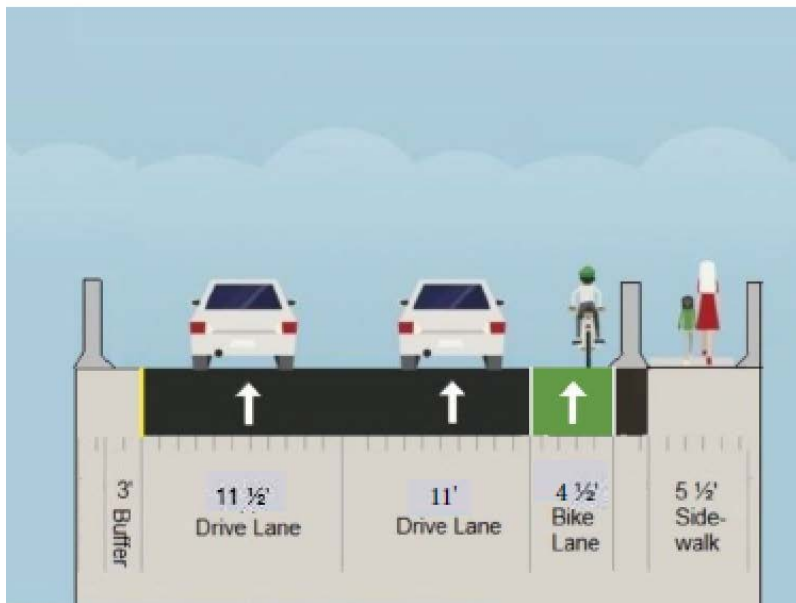 3' Buffer
11 ½'
Drive Lane
11'
Drive Lane
4 ½'
Bike
Lane
5 ½'
Side-
walk